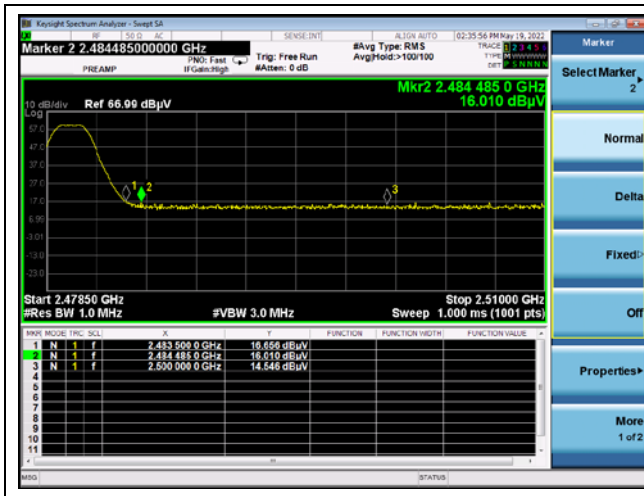 Keysight Spectrum Analyzer - Swept SA
RF 50 Ω AC SENSE:INT ALIGN AUTO 02:35:56 PM May 19, 2022
Marker 2 2.484485000000 GHz
#Avg Type: RMS
TRACE 1 2 3 4 5 6
PNO: Fast Trig: Free Run Avg|Hold:>100/100
TYPE M WWWWW
PREAMP IFGain:High #Atten: 0 dB
DET P S N N N N
Mkr2 2.484 485 0 GHz
10 dB/div Ref 66.99 dBµV 16.010 dBµV
Log
57.0
47.0
37.0
27.0
17.0
6.99
-3.01
-13.0
-23.0
1 2 3
Start 2.47850 GHz Stop 2.51000 GHz
#Res BW 1.0 MHz #VBW 3.0 MHz Sweep 1.000 ms (1001 pts)
MKR MODE TRC SCL X Y FUNCTION FUNCTION WIDTH FUNCTION VALUE
1 N 1 f 2.483 500 0 GHz 16.656 dBµV
2 N 1 f 2.484 485 0 GHz 16.010 dBµV
3 N 1 f 2.500 000 0 GHz 14.546 dBµV
4
5
6
7
8
9
10
11
MSG STATUS
Marker
Select Marker
2
Normal
Delta
Fixed
Off
Properties
More
1 of 2